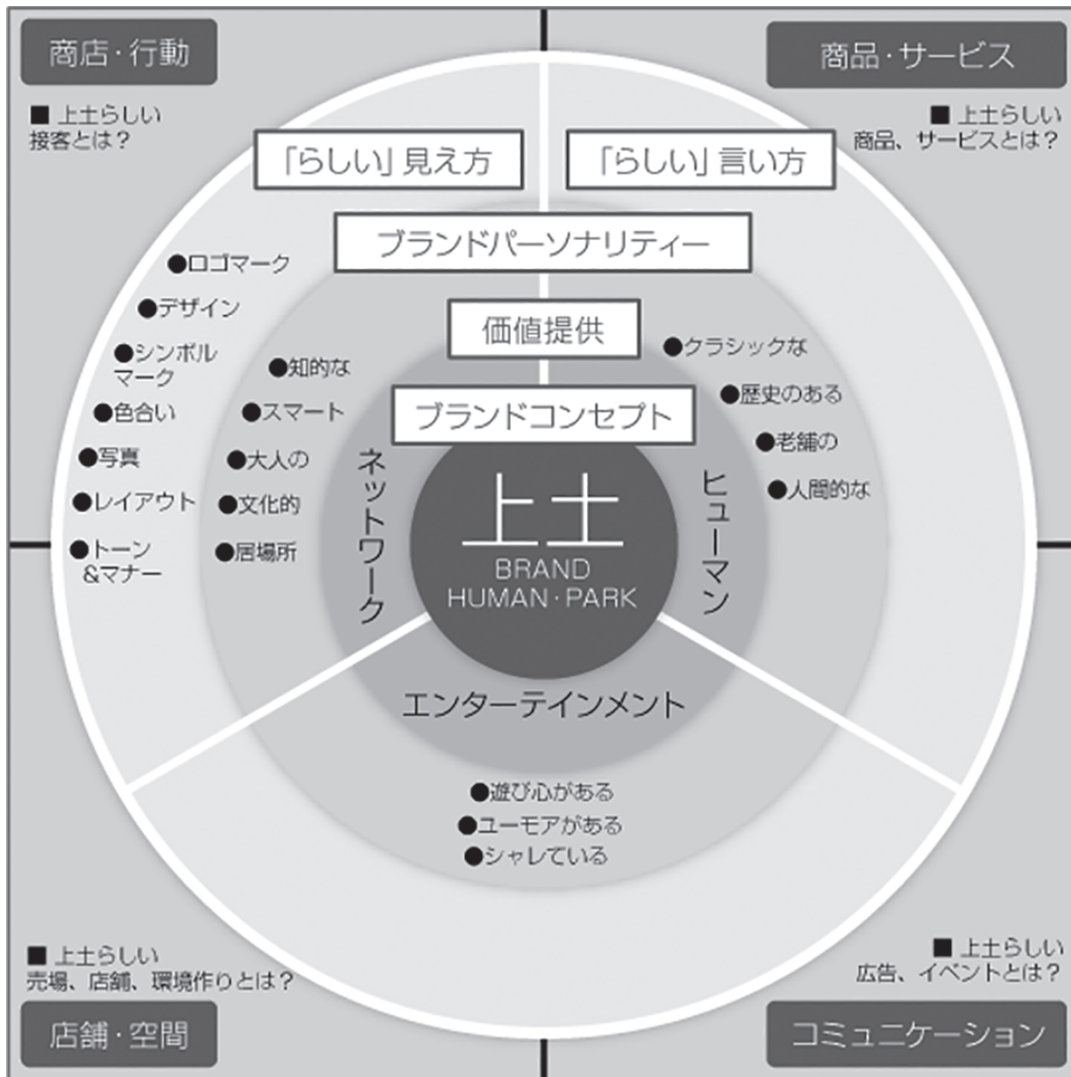 商店・行動
■ 上土らしい
接客とは？
商品・サービス
■ 上土らしい
商品、サービスとは？
「らしい」見え方
「らしい」言い方
ブランドパーソナリティー
価値提供
ブランドコンセプト
●ロゴマーク
●デザイン
●シンボル
マーク
●色合い
●写真
●レイアウト
●トーン
&マナー
●知的な
●スマート
●大人の
●文化的
●居場所
●クラシックな
●歴史のある
●老舗の
●人間的な
ネットワーク
上土
BRAND
HUMAN・PARK
ヒューマン
エンターテインメント
●遊び心がある
●ユーモアがある
●シャレている
■ 上土らしい
売場、店舗、環境作りとは？
店舗・空間
■ 上土らしい
広告、イベントとは？
コミュニケーション